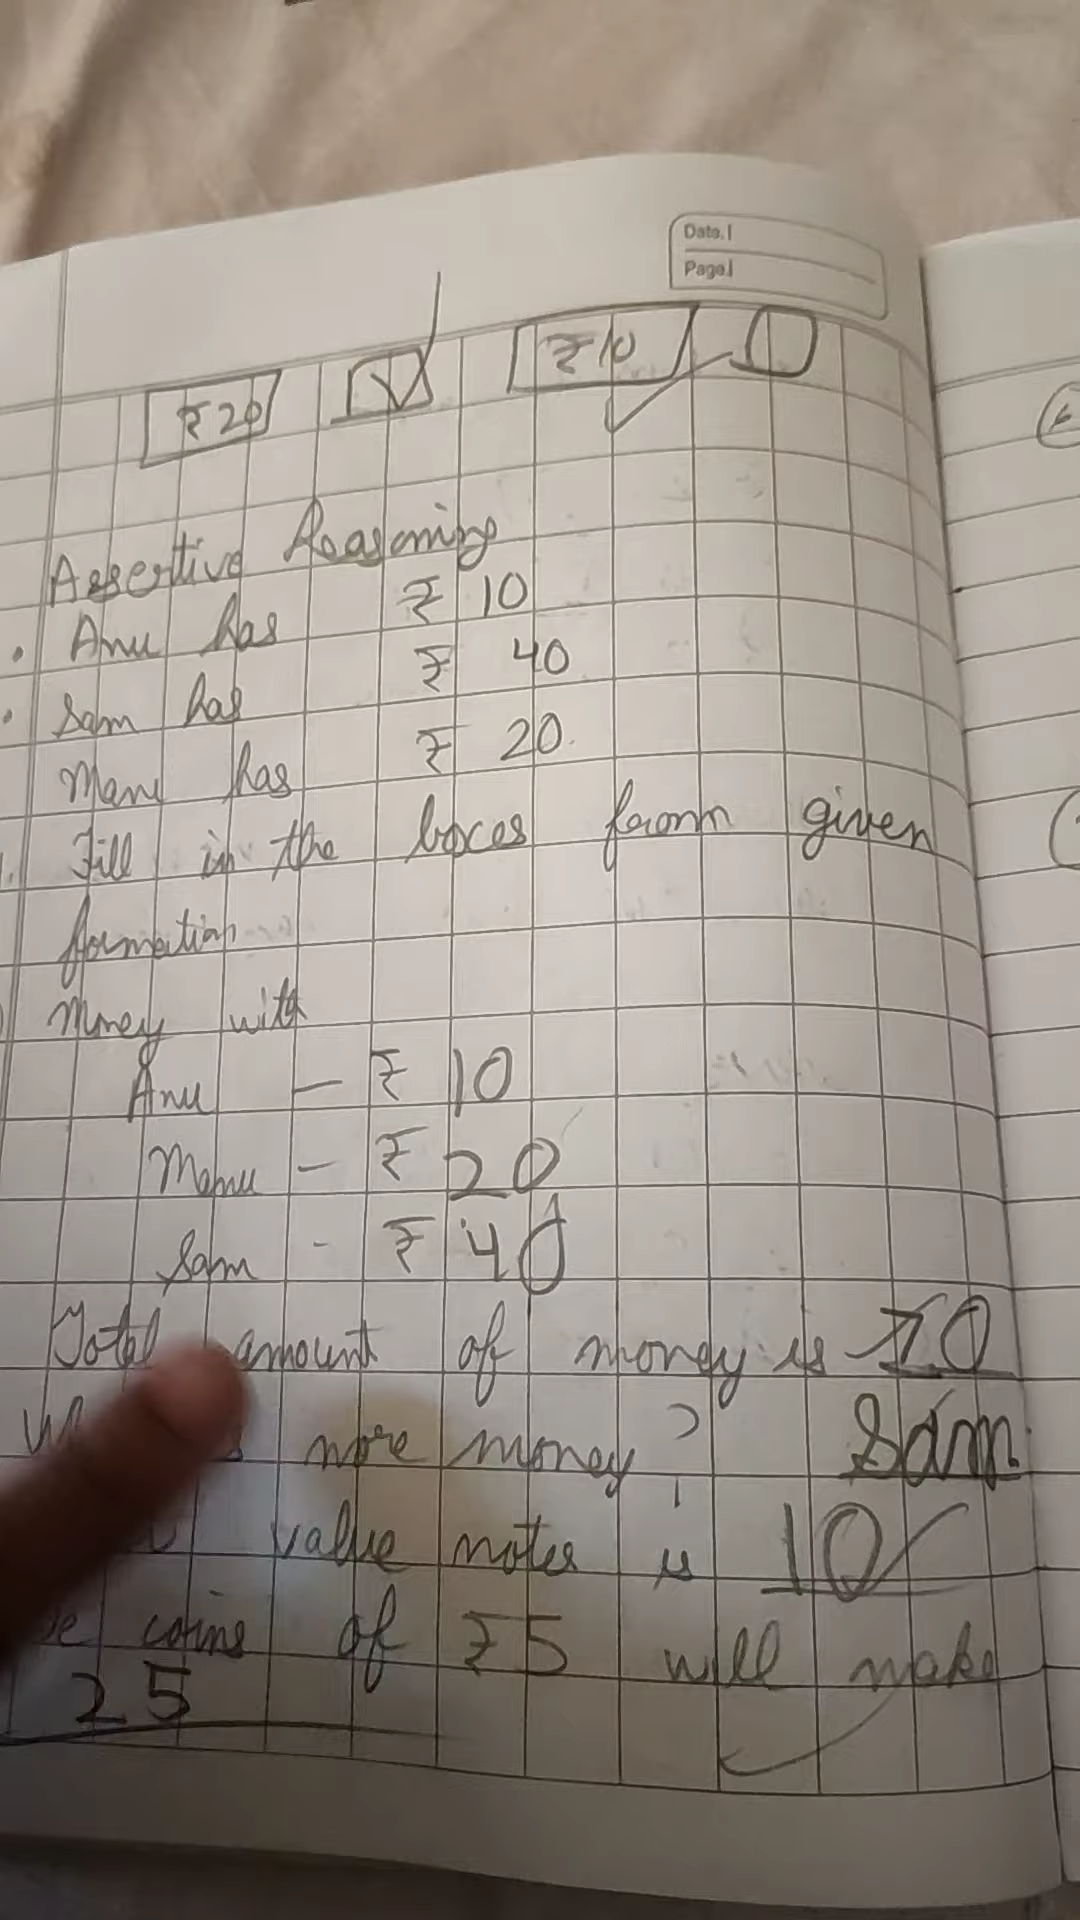 Date.
Page.
₹20 ₹10
Assertive Reasoning
Anu has ₹ 10
Sam has ₹ 40
Manu has ₹ 20.
Fill in the boxes from given
formation
Money with
Anu – ₹ 10
Manu – ₹ 20
Sam - ₹ 40
Total amount of money is 70
more money? Sam
value notes is 10
coins of ₹5 will make
25